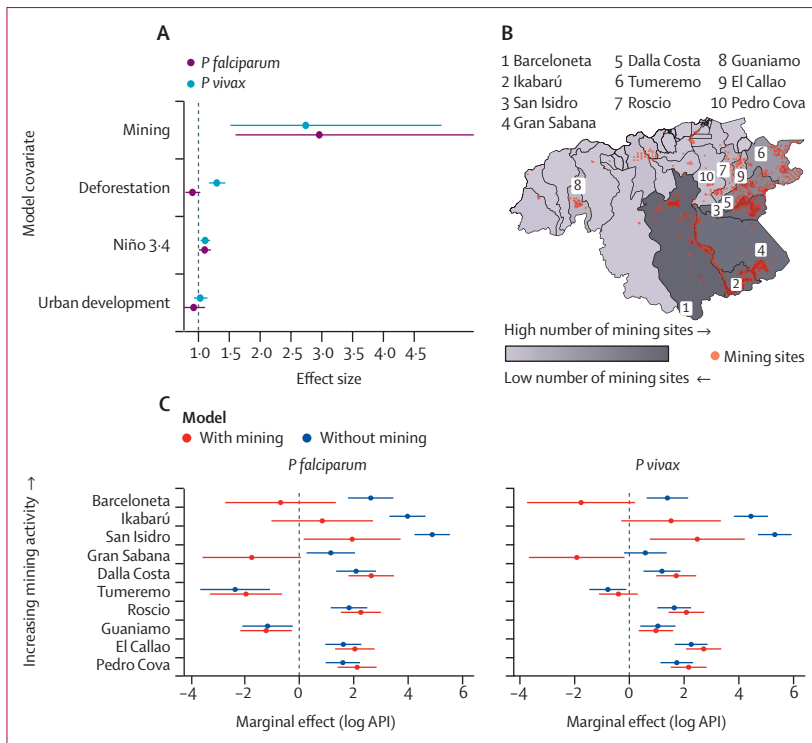 A
P falciparum
P vivax
Model covariate
Mining
Deforestation
Niño 3·4
Urban development
1·0 1·5 2·0 2·5 3·0 3·5 4·5
Effect size
B
1 Barceloneta 5 Dalla Costa 8 Guaniamo
2 Ikabarú 6 Tumeremo 9 El Callao
3 San Isidro 7 Roscio 10 Pedro Cova
4 Gran Sabana
6
7
10 9
8
5
3
4
2
1
High number of mining sites →
Mining sites
Low number of mining sites ←
C
Model
With mining Without mining
P falciparum P vivax
Increasing mining activity →
Barceloneta
Ikabarú
San Isidro
Gran Sabana
Dalla Costa
Tumeremo
Roscio
Guaniamo
El Callao
Pedro Cova
−4 −2 0 2 4 6 −4 −2 0 2 4 6
Marginal effect (log API) Marginal effect (log API)